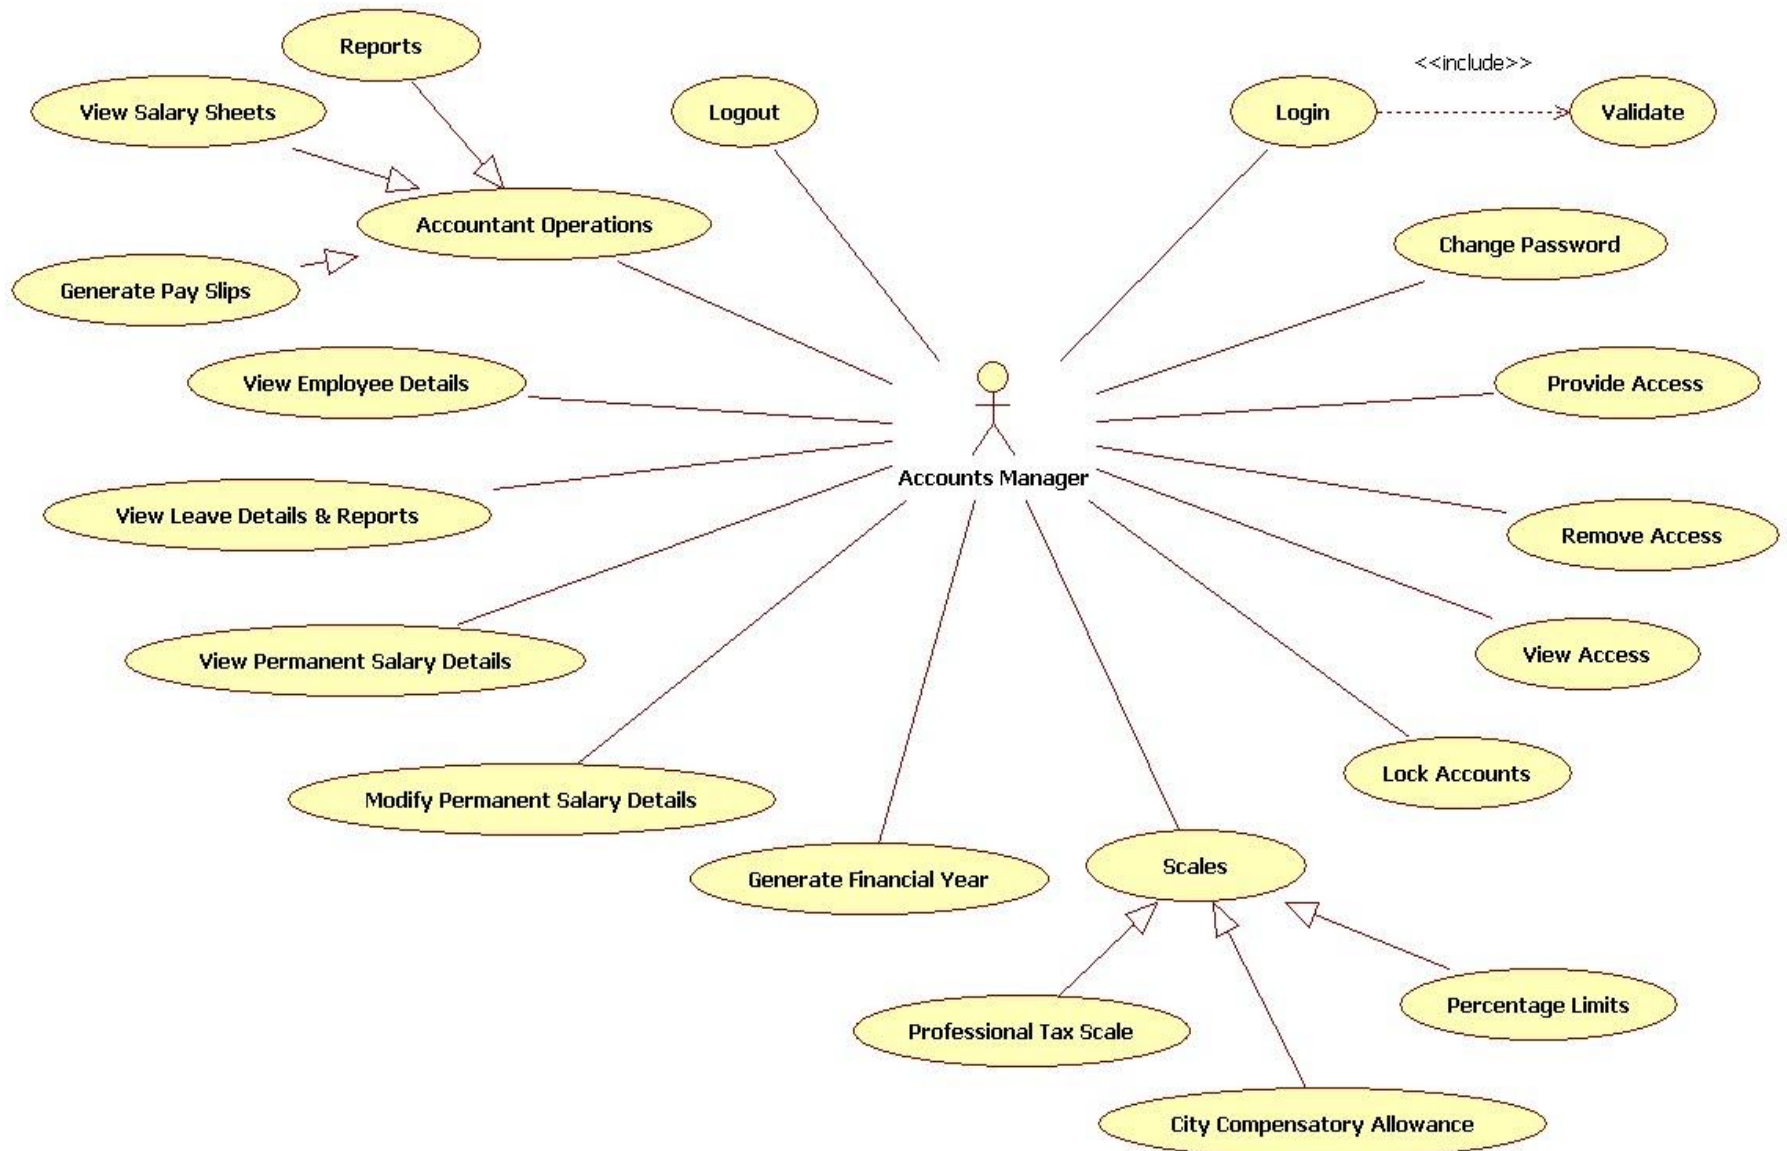 Reports
<<include>>
View Salary Sheets
Logout
Login
Validate
Accountant Operations
Change Password
Generate Pay Slips
View Employee Details
Provide Access
Accounts Manager
View Leave Details & Reports
Remove Access
View Access
View Permanent Salary Details
Lock Accounts
Modify Permanent Salary Details
Scales
Generate Financial Year
Percentage Limits
Professional Tax Scale
City Compensatory Allowance